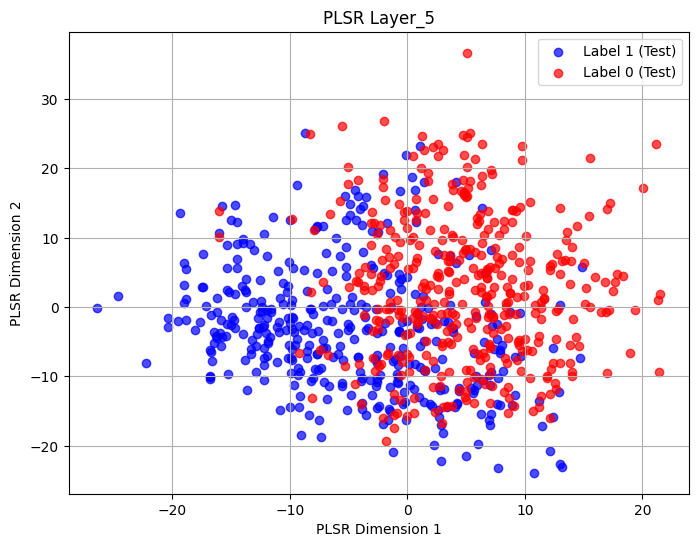 PLSR Layer_5
Label 1 (Test)
Label 0 (Test)
PLSR Dimension 2
30
20
10
0
−10
−20
−20
−10
0
10
20
PLSR Dimension 1